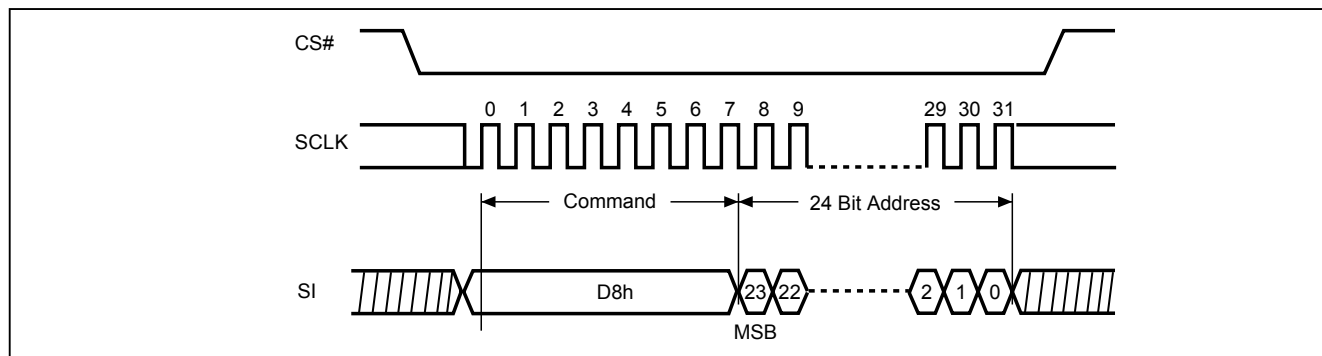 CS#
0 1 2 3 4 5 6 7 8 9 29 30 31
SCLK
Command 24 Bit Address
SI D8h 23 22 2 1 0
MSB